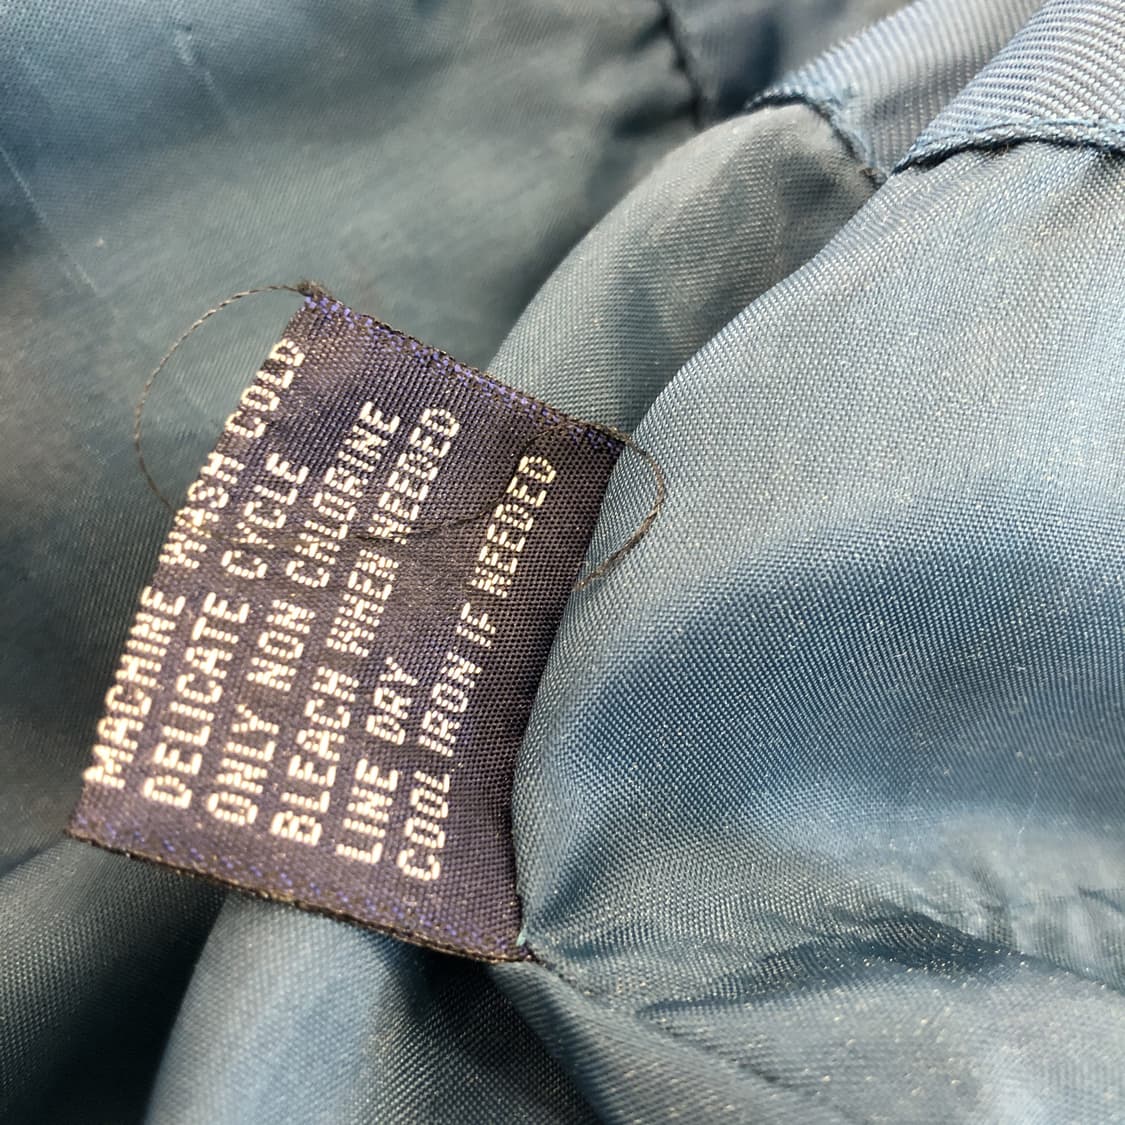 MACHINE WASH COLD
DELICATE CYCLE
ONLY NON CHLORINE
BLEACH WHEN NEEDED
LINE DRY
COOL IRON IF NEEDED